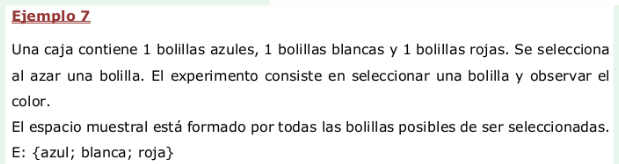 Ejemplo 7
Una caja contiene 1 bolillas azules, 1 bolillas blancas y 1 bolillas rojas. Se selecciona
al azar una bolilla. El experimento consiste en seleccionar una bolilla y observar el
color.
El espacio muestral está formado por todas las bolillas posibles de ser seleccionadas.
E: {azul; blanca; roja}